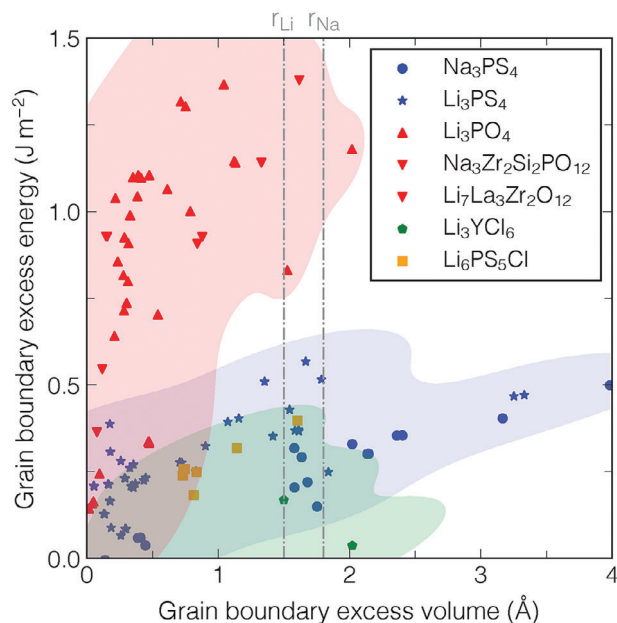 r_Li r_Na
1.5
1.0
0.5
0.0
0
1
2
3
4
Grain boundary excess energy (J m⁻²)
Grain boundary excess volume (Å)
Na₃PS₄
Li₃PS₄
Li₃PO₄
Na₃Zr₂Si₂PO₁₂
Li₇La₃Zr₂O₁₂
Li₃YCl₆
Li₆PS₅Cl